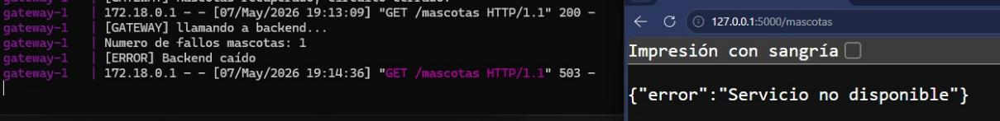 gateway-1   | [GATEWAY] Mascotas recuperado, circuito cerrado.
gateway-1   | 172.18.0.1 - - [07/May/2026 19:13:09] "GET /mascotas HTTP/1.1" 200 -
gateway-1   | [GATEWAY] llamando a backend...
gateway-1   | Numero de fallos mascotas: 1
gateway-1   | [ERROR] Backend caído
gateway-1   | 172.18.0.1 - - [07/May/2026 19:14:36] "GET /mascotas HTTP/1.1" 503 -
127.0.0.1:5000/mascotas
Impresión con sangría
{"error":"Servicio no disponible"}